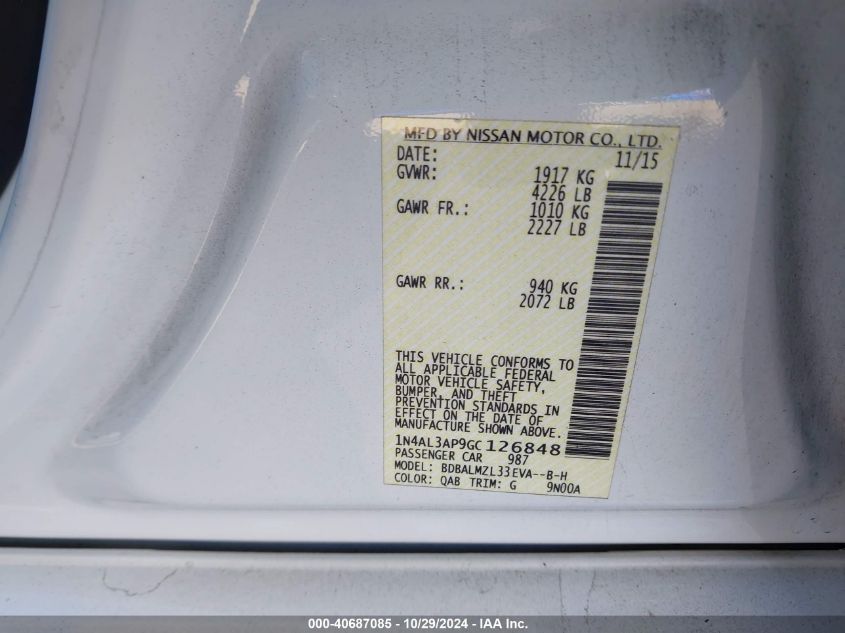 MFD BY NISSAN MOTOR CO., LTD.
DATE: 11/15
GVWR: 1917 KG
4226 LB
GAWR FR.: 1010 KG
2227 LB
GAWR RR.: 940 KG
2072 LB
THIS VEHICLE CONFORMS TO
ALL APPLICABLE FEDERAL
MOTOR VEHICLE SAFETY,
BUMPER, AND THEFT
PREVENTION STANDARDS IN
EFFECT ON THE DATE OF
MANUFACTURE SHOWN ABOVE.
1N4AL3AP9GC126848
PASSENGER CAR 987
MODEL: BDBALMZL33EVA--B-H
COLOR: QAB TRIM: G 9N00A
000-40687085 - 10/29/2024 - IAA Inc.